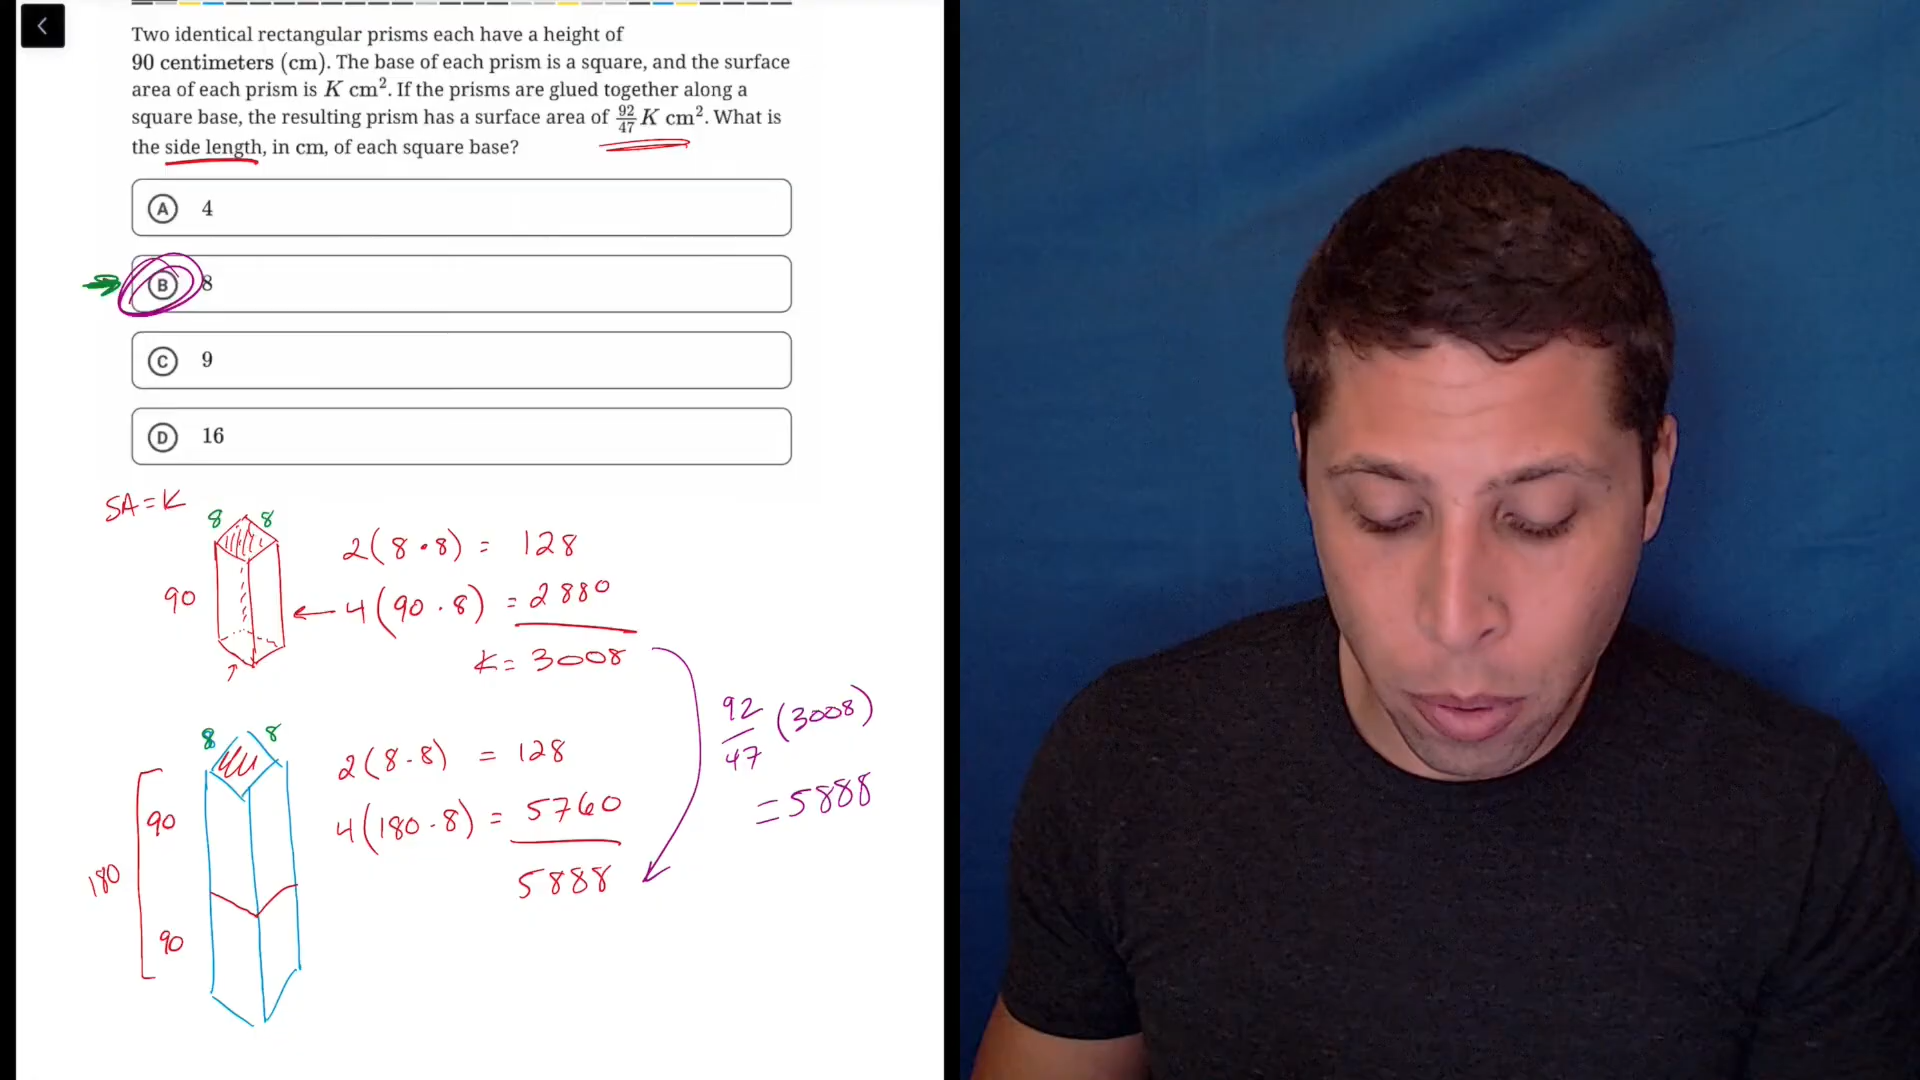 Two identical rectangular prisms each have a height of
90 centimeters (cm). The base of each prism is a square, and the surface
area of each prism is K cm². If the prisms are glued together along a
square base, the resulting prism has a surface area of 92/47 K cm². What is
the side length, in cm, of each square base?
A 4
B 8
C 9
D 16
SA = K
8 8
90
2(8 · 8) = 128
4(90 · 8) = 2880
K = 3008
92/47 (3008)
= 5888
8 8
90
180
90
2(8 · 8) = 128
4(180 · 8) = 5760
5888